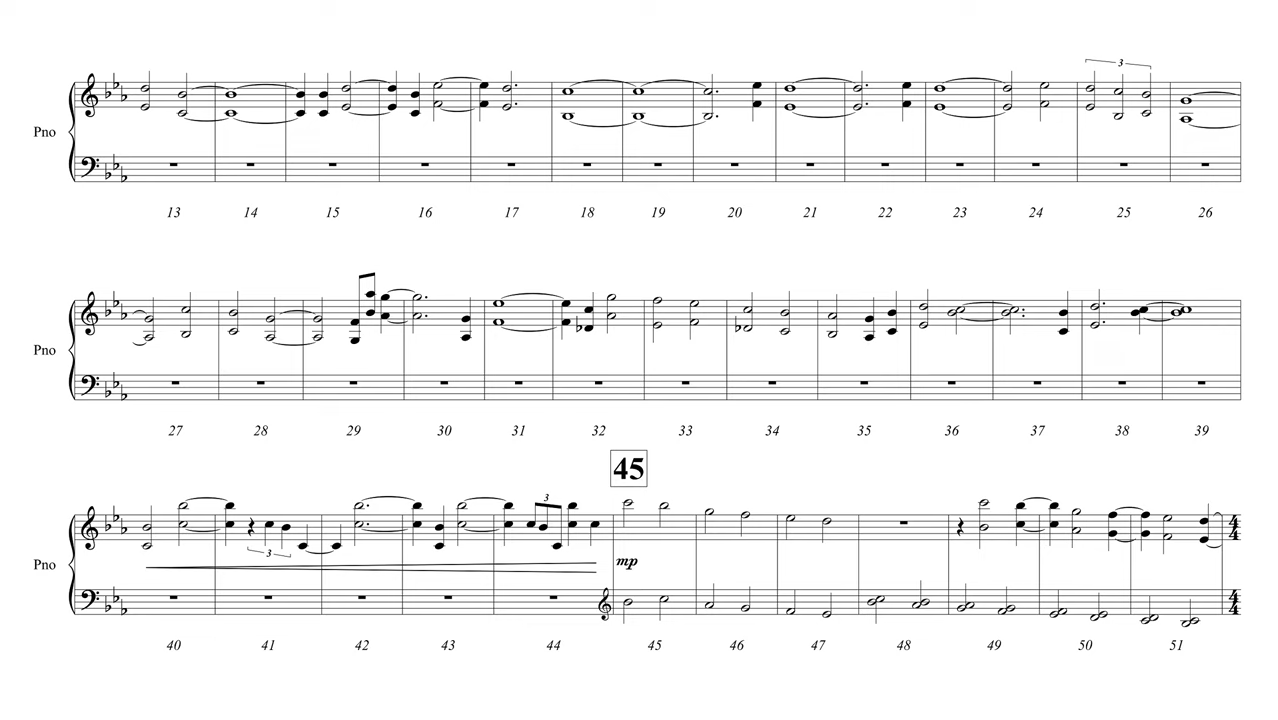 3
Pno
13 14 15 16 17 18 19 20 21 22 23 24 25 26
Pno
27 28 29 30 31 32 33 34 35 36 37 38 39
45
3
3
mp
4
4
Pno
40 41 42 43 44 45 46 47 48 49 50 51